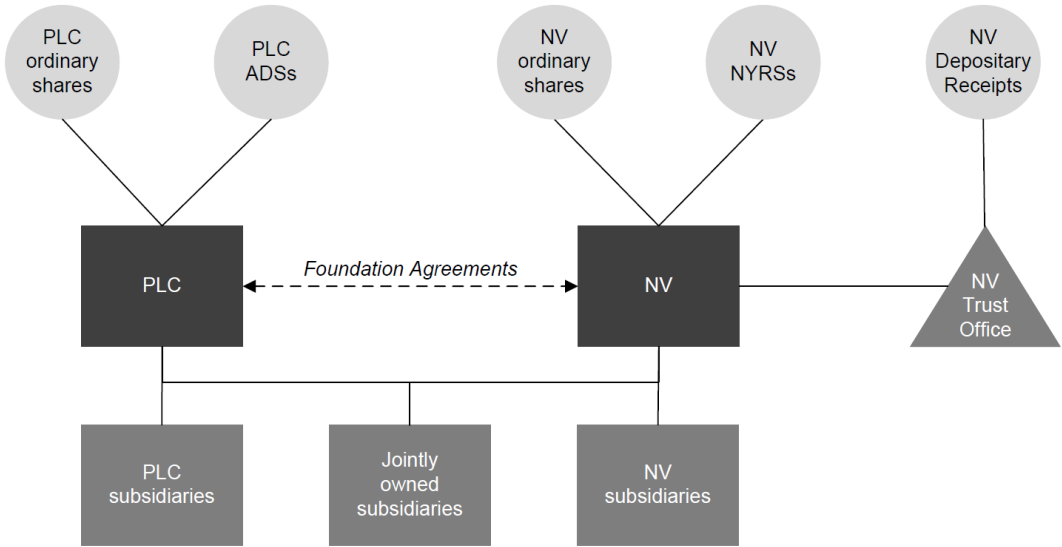 PLC
ordinary
shares
PLC
ADSs
NV
ordinary
shares
NV
NYRSs
NV
Depositary
Receipts
PLC
Foundation Agreements
NV
NV
Trust
Office
PLC
subsidiaries
Jointly
owned
subsidiaries
NV
subsidiaries